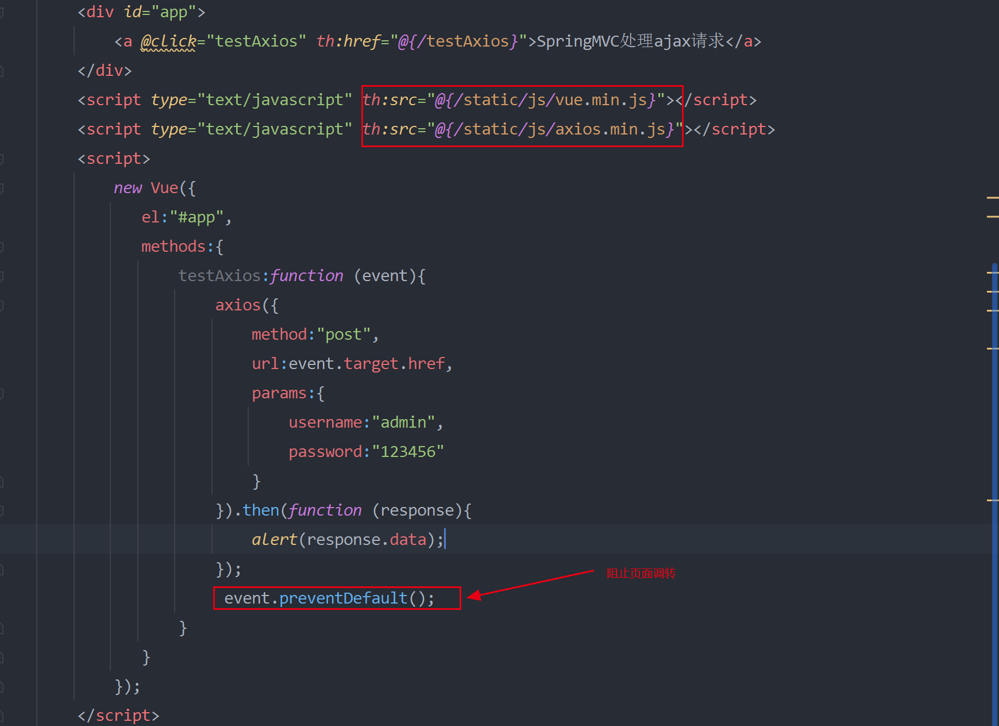 <div id="app">
<a @click="testAxios" th:href="@{/testAxios}">SpringMVC处理ajax请求</a>
</div>
<script type="text/javascript" th:src="@{/static/js/vue.min.js}"></script>
<script type="text/javascript" th:src="@{/static/js/axios.min.js}"></script>
<script>
new Vue({
el:"#app",
methods:{
testAxios:function (event){
axios({
method:"post",
url:event.target.href,
params:{
username:"admin",
password:"123456"
}
}).then(function (response){
alert(response.data);
});
阻止页面调转
event.preventDefault();
}
}
});
</script>